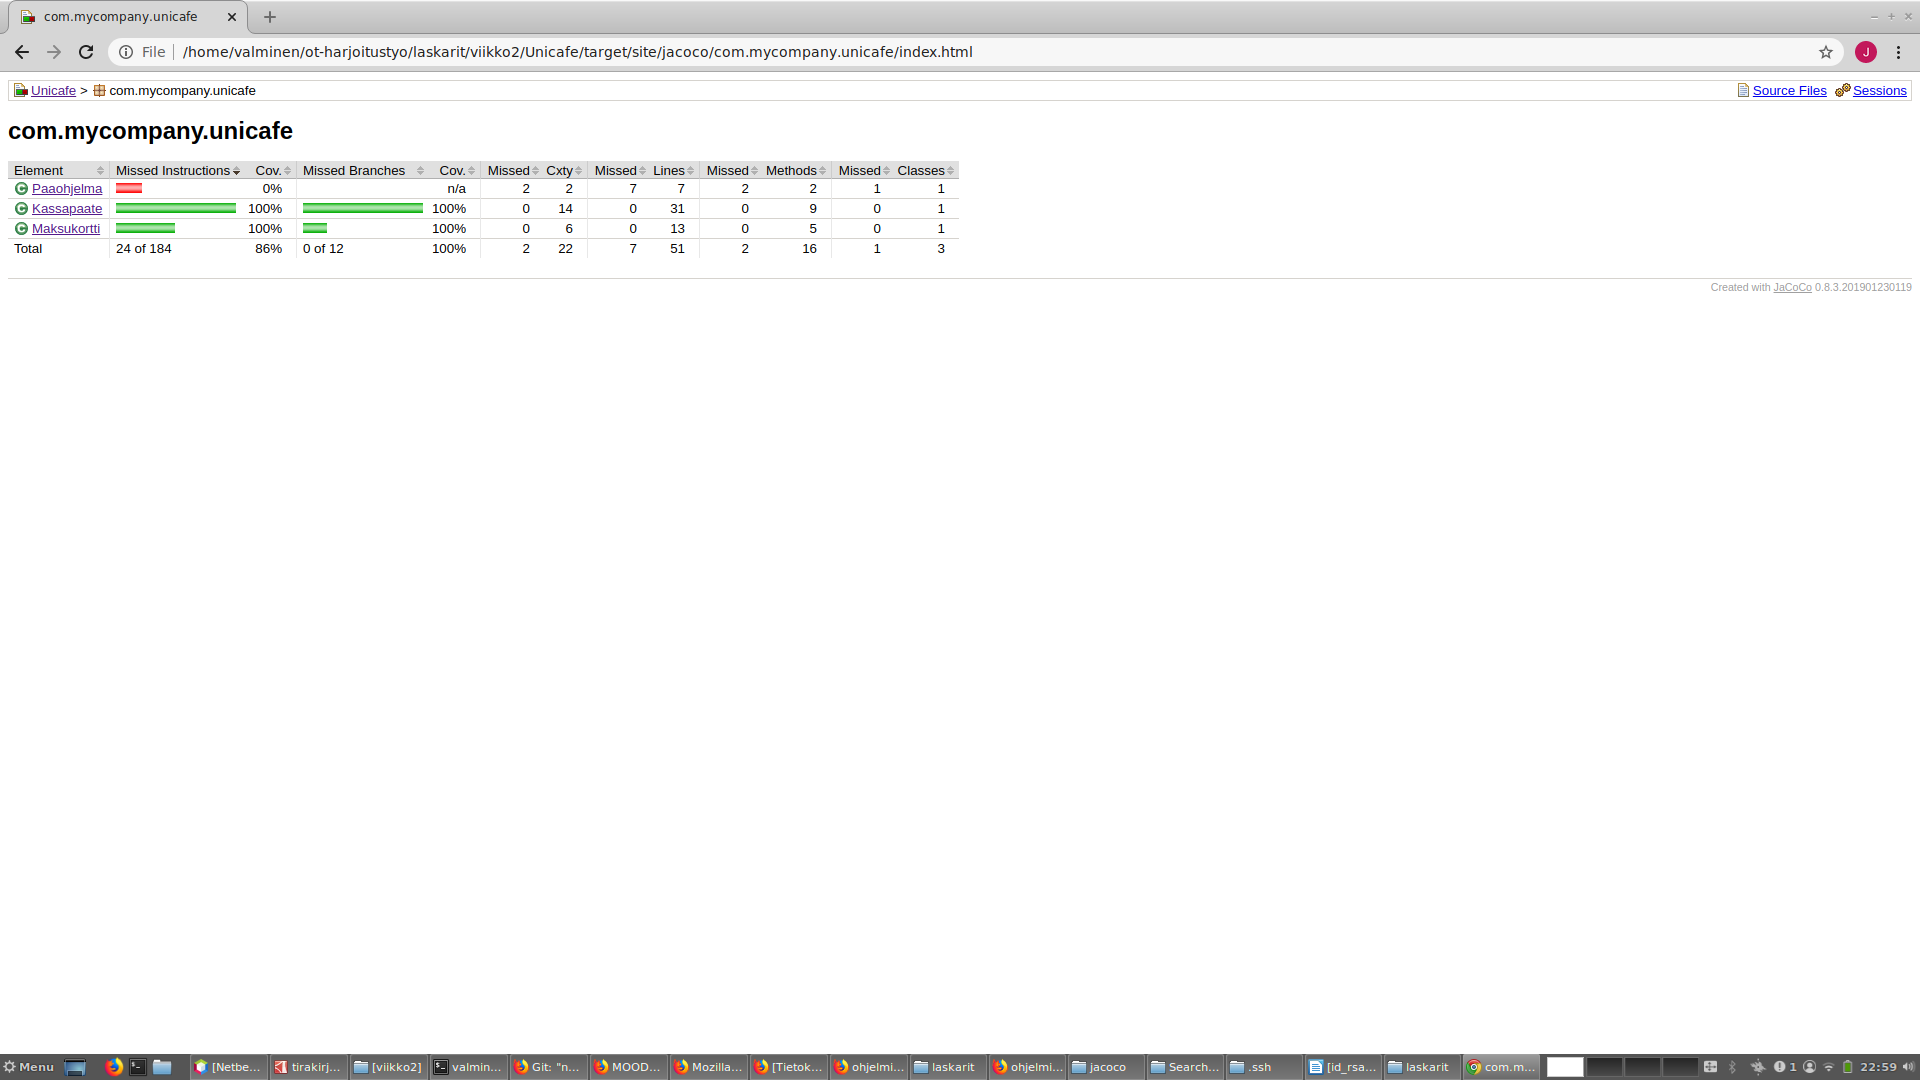 com.mycompany.unicafe
File /home/valminen/ot-harjoitustyo/laskarit/viikko2/Unicafe/target/site/jacoco/com.mycompany.unicafe/index.html J
Unicafe > com.mycompany.unicafe Source Files Sessions
com.mycompany.unicafe
Element Missed Instructions Cov. Missed Branches Cov. Missed Cxty Missed Lines Missed Methods Missed Classes
C Paaohjelma 0% n/a 2 2 7 7 2 2 1 1
C Kassapaate 100% 100% 0 14 0 31 0 9 0 1
C Maksukortti 100% 100% 0 6 0 13 0 5 0 1
Total 24 of 184 86% 0 of 12 100% 2 22 7 51 2 16 1 3
Created with JaCoCo 0.8.3.201901230119
Menu [Netbe... tirakirj... [viikko2] valmin... Git: "n... MOOD... Mozilla... [Tietok... ohjelmi... laskarit ohjelmi... jacoco Search... .ssh [id_rsa... laskarit com.m... 1 22:59